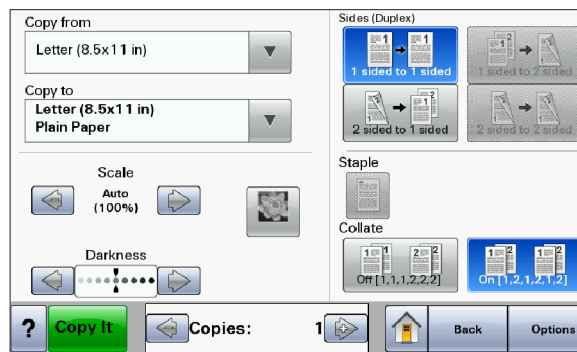 Copy from
Letter (8.5x11 in)
Copy to
Letter (8.5x11 in)
Plain Paper
Scale
Auto
(100%)
Darkness
Sides (Duplex)
1 sided to 1 sided
1 sided to 2 sided
2 sided to 1 sided
2 sided to 2 sided
Staple
Collate
Off [1,1,1,2,2,2]
On [1,2,1,2,1,2]
? Copy It Copies: 1 Back Options